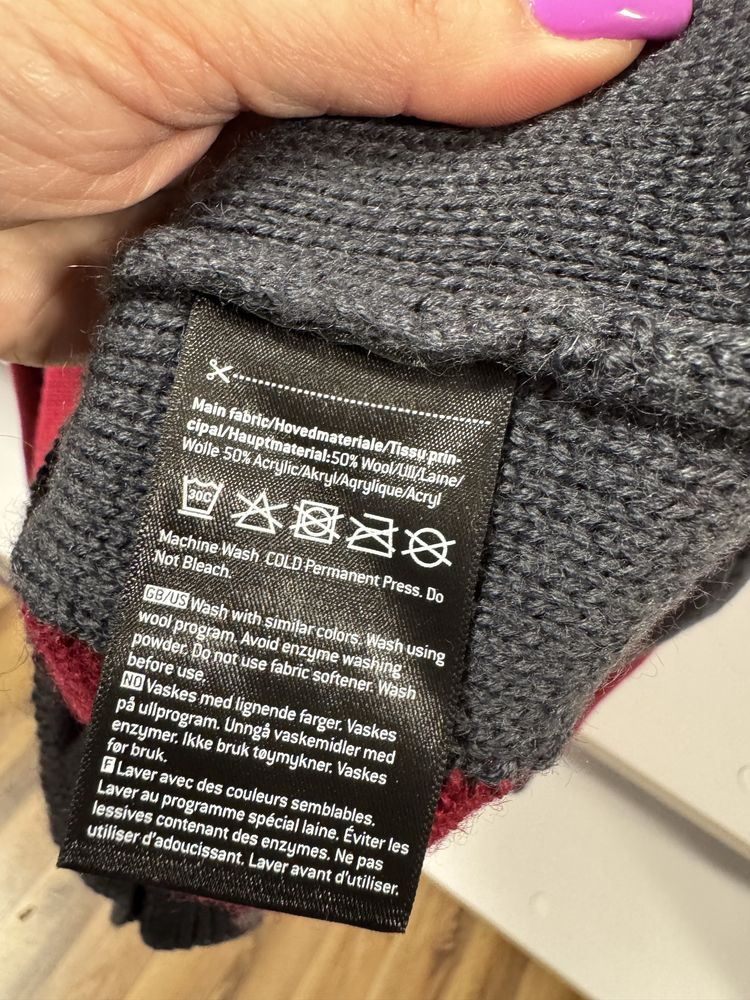 Main fabric/Hovedmateriale/Tissu prin-
cipal/Hauptmaterial:50% Wool/Ull/Laine/
Wolle 50% Acrylic/Akryl/Aqrylique/Acryl
30C
Machine Wash COLD Permanent Press. Do
Not Bleach.
GB/US Wash with similar colors. Wash using
wool program. Avoid enzyme washing
powder. Do not use fabric softener. Wash
before use.
NO Vaskes med lignende farger. Vaskes
på ullprogram. Unngå vaskemidler med
enzymer. Ikke bruk tøymykner. Vaskes
før bruk.
F Laver avec des couleurs semblables.
Laver au programme spécial laine. Éviter les
lessives contenant des enzymes. Ne pas
utiliser d'adoucissant. Laver avant d'utiliser.